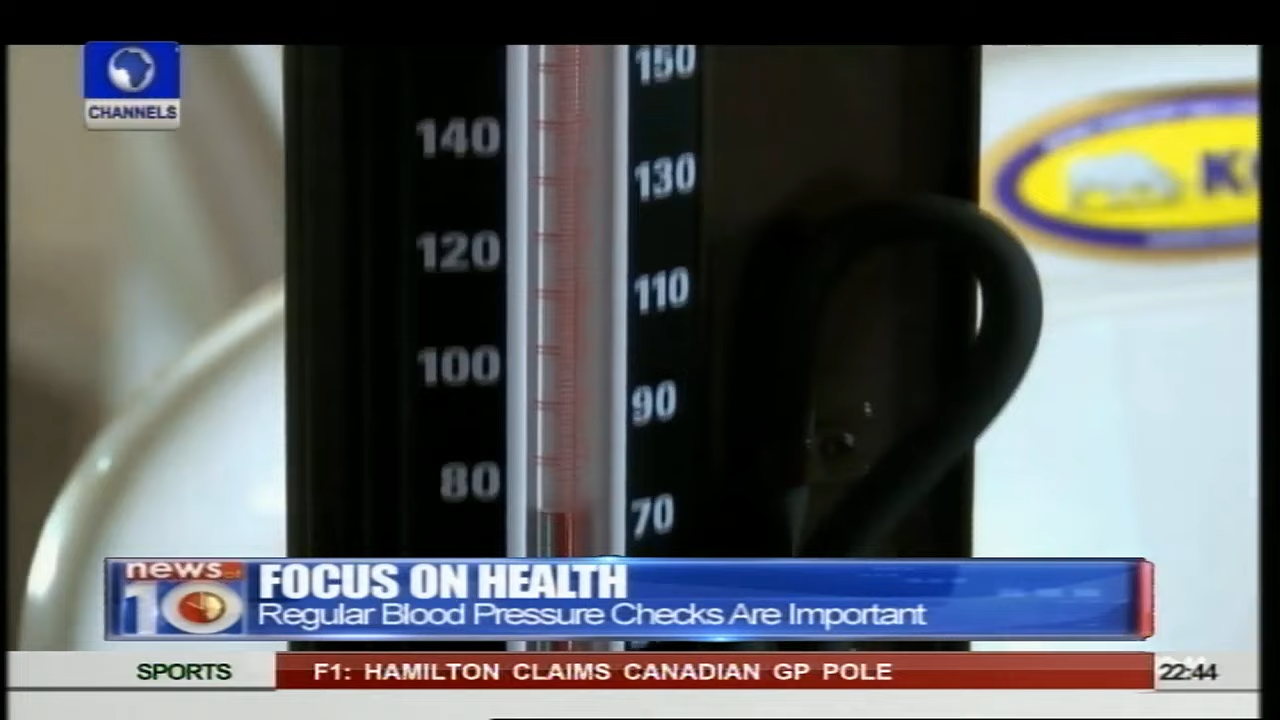 CHANNELS
150
140
130
120
110
100
90
80
70
news at
10
FOCUS ON HEALTH
Regular Blood Pressure Checks Are Important
SPORTS
F1: HAMILTON CLAIMS CANADIAN GP POLE
22:44